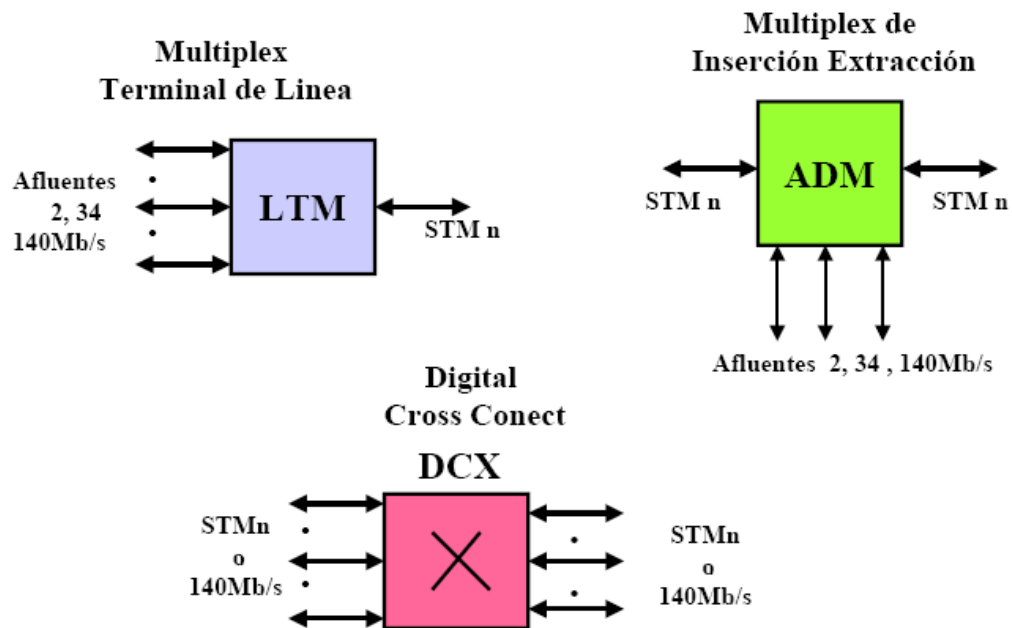 Multiplex
Terminal de Linea
Afluentes
2, 34
140Mb/s
LTM
STM n
Multiplex de
Inserción Extracción
STM n
ADM
STM n
Afluentes 2, 34 , 140Mb/s
Digital
Cross Conect
DCX
STMn
o
140Mb/s
STMn
o
140Mb/s